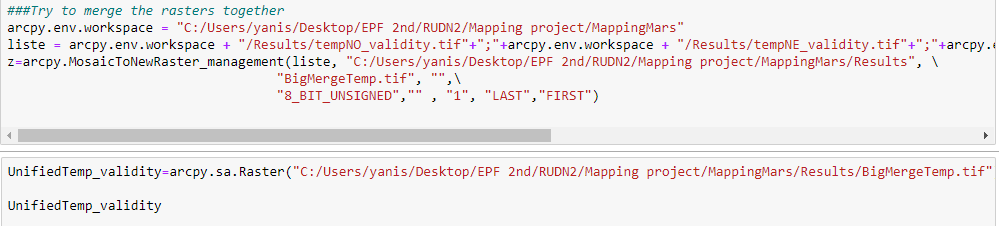 ###Try to merge the rasters together
arcpy.env.workspace = "C:/Users/yanis/Desktop/EPF 2nd/RUDN2/Mapping project/MappingMars"
liste = arcpy.env.workspace + "/Results/tempNO_validity.tif"+";"+arcpy.env.workspace + "/Results/tempNE_validity.tif"+";"+arcpy.e
z=arcpy.MosaicToNewRaster_management(liste, "C:/Users/yanis/Desktop/EPF 2nd/RUDN2/Mapping project/MappingMars/Results", \
"BigMergeTemp.tif", "",\
"8_BIT_UNSIGNED","" , "1", "LAST","FIRST")
UnifiedTemp_validity=arcpy.sa.Raster("C:/Users/yanis/Desktop/EPF 2nd/RUDN2/Mapping project/MappingMars/Results/BigMergeTemp.tif"
UnifiedTemp_validity